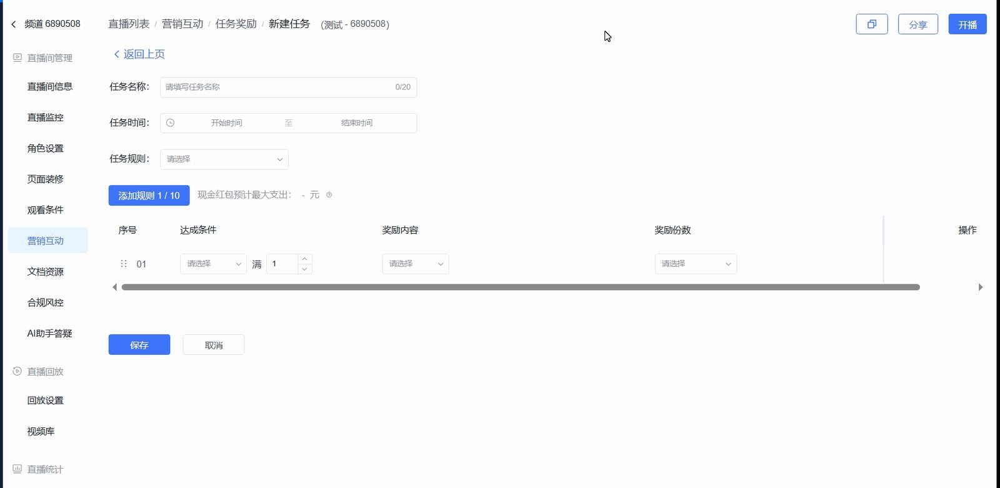 频道 6890508
直播列表 / 营销互动 / 任务奖励 / 新建任务 (测试 - 6890508)
分享
开播
返回上页
直播间管理
直播间信息
直播监控
角色设置
页面装修
观看条件
营销互动
文档资源
合规风控
AI助手答疑
直播回放
回放设置
视频库
直播统计
任务名称: 请填写任务名称 0/20
任务时间: 开始时间 至 结束时间
任务规则: 请选择
添加规则 1 / 10 现金红包预计最大支出: - 元
序号 达成条件 奖励内容 奖励份数 操作
01 请选择 满 1 请选择 请选择
保存 取消